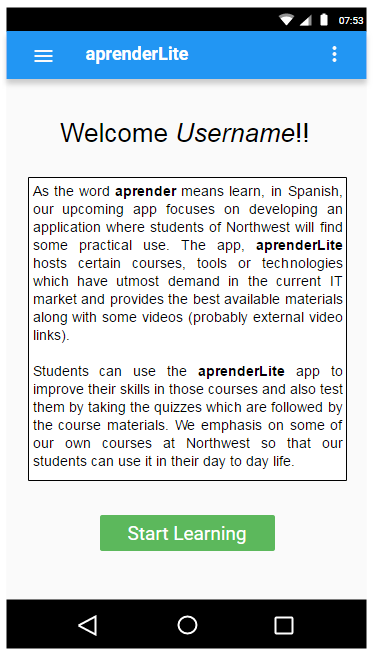 07:53
aprenderLite
Welcome Username!!
As the word aprender means learn, in Spanish,
our upcoming app focuses on developing an
application where students of Northwest will find
some practical use. The app, aprenderLite
hosts certain courses, tools or technologies
which have utmost demand in the current IT
market and provides the best available materials
along with some videos (probably external video
links).
Students can use the aprenderLite app to
improve their skills in those courses and also test
them by taking the quizzes which are followed by
the course materials. We emphasis on some of
our own courses at Northwest so that our
students can use it in their day to day life.
Start Learning